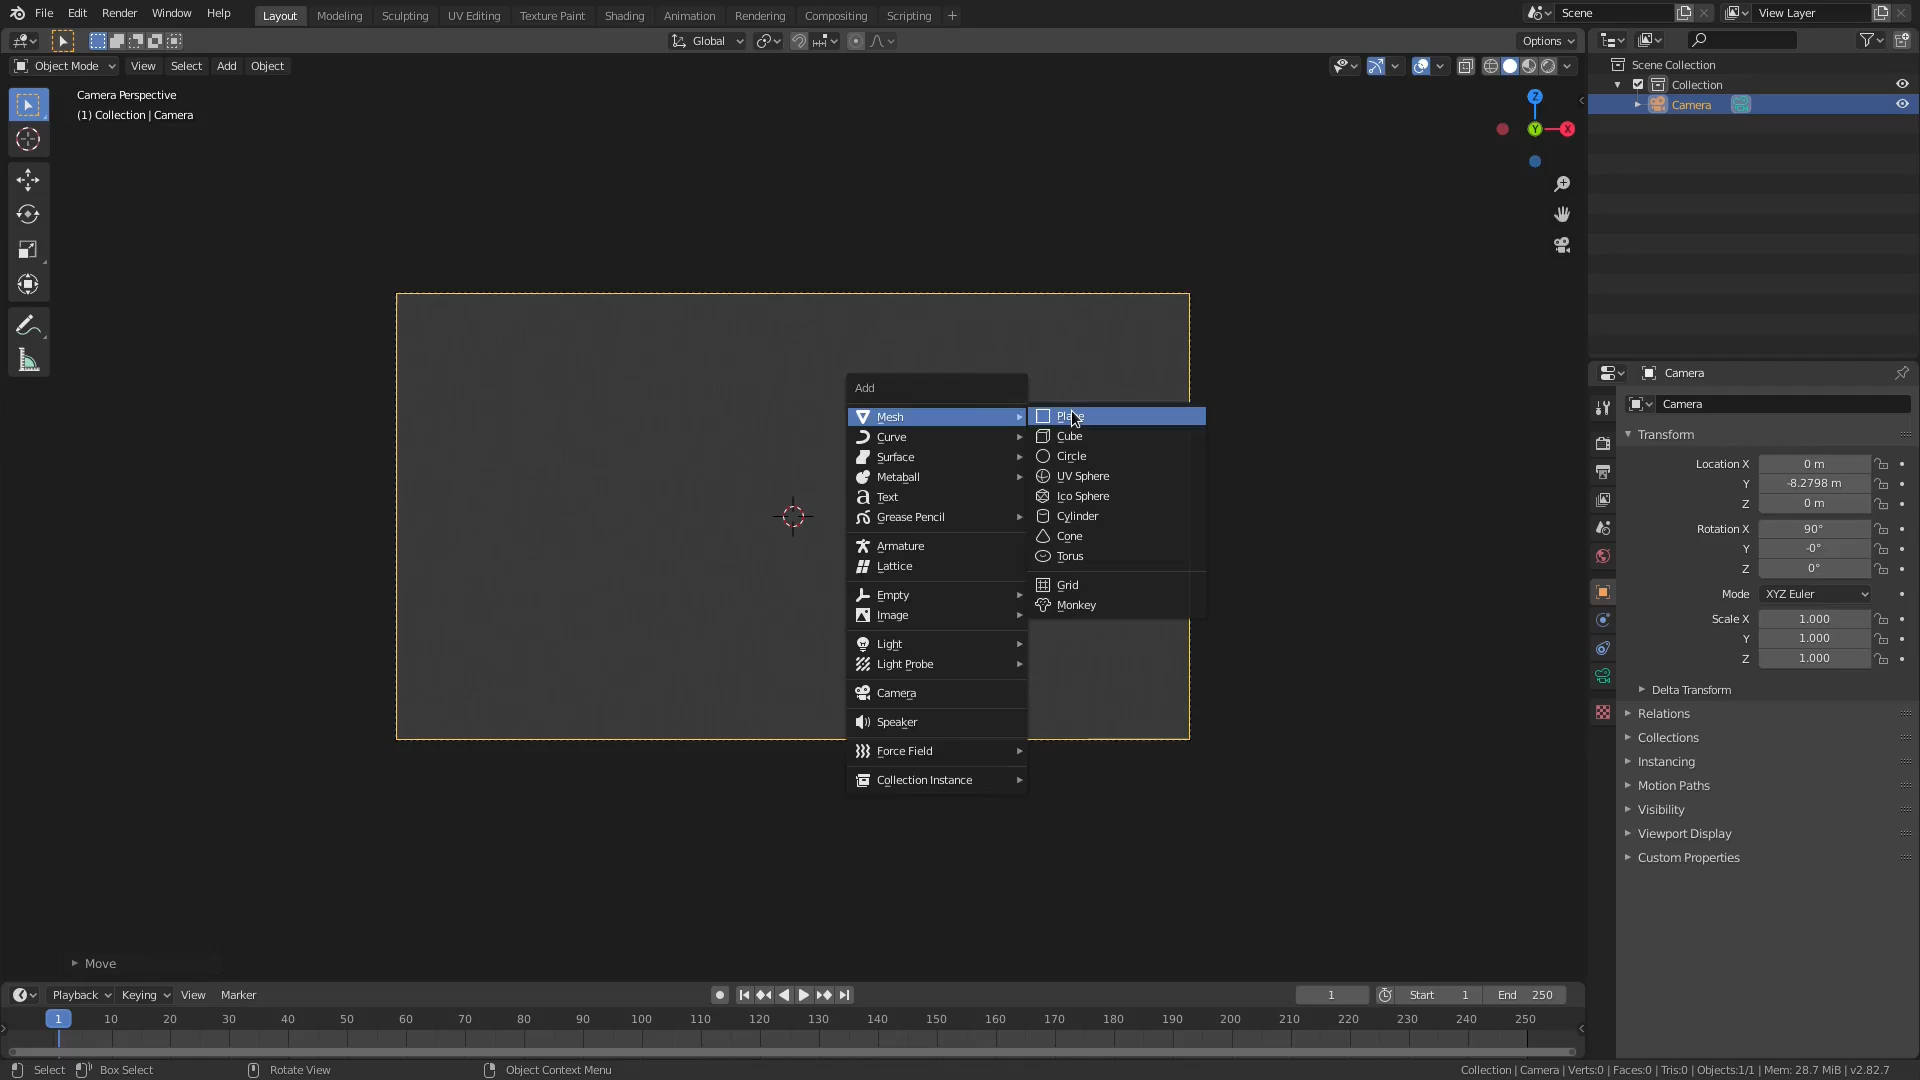 File Edit Render Window Help Layout Modeling Sculpting UV Editing Texture Paint Shading Animation Rendering Compositing Scripting + Scene View Layer
Global Options
Object Mode View Select Add Object
Camera Perspective
(1) Collection | Camera
Z
Y
X
Scene Collection
Collection
Camera
Add
Mesh
Curve
Surface
Metaball
Text
Grease Pencil
Armature
Lattice
Empty
Image
Light
Light Probe
Camera
Speaker
Force Field
Collection Instance
Plane
Cube
Circle
UV Sphere
Ico Sphere
Cylinder
Cone
Torus
Grid
Monkey
Camera
Camera
Transform
Location X 0 m
Y -8.2798 m
Z 0 m
Rotation X 90°
Y -0°
Z 0°
Mode XYZ Euler
Scale X 1.000
Y 1.000
Z 1.000
Delta Transform
Relations
Collections
Instancing
Motion Paths
Visibility
Viewport Display
Custom Properties
Move
Playback Keying View Marker 1 Start 1 End 250
1 10 20 30 40 50 60 70 80 90 100 110 120 130 140 150 160 170 180 190 200 210 220 230 240 250
Select Box Select Rotate View Object Context Menu Collection | Camera | Verts:0 | Faces:0 | Tris:0 | Objects:1/1 | Mem: 28.7 MiB | v2.82.7